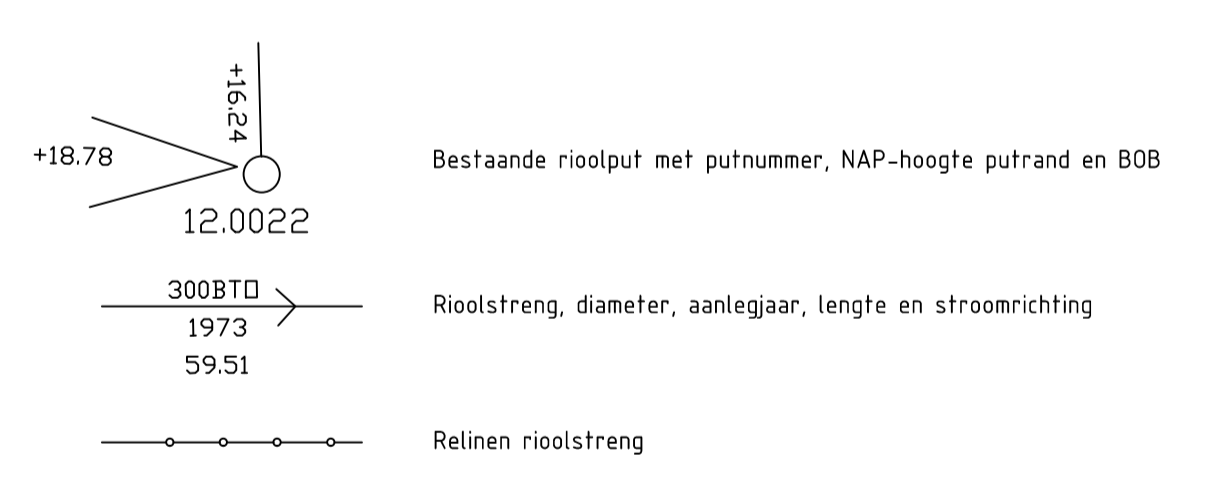 +16.24
+18.78
12.0022
Bestaande rioolput met putnummer, NAP-hoogte putrand en BOB
300BTO
1973
59.51
Rioolstreng, diameter, aanlegjaar, lengte en stroomrichting
Relinen rioolstreng